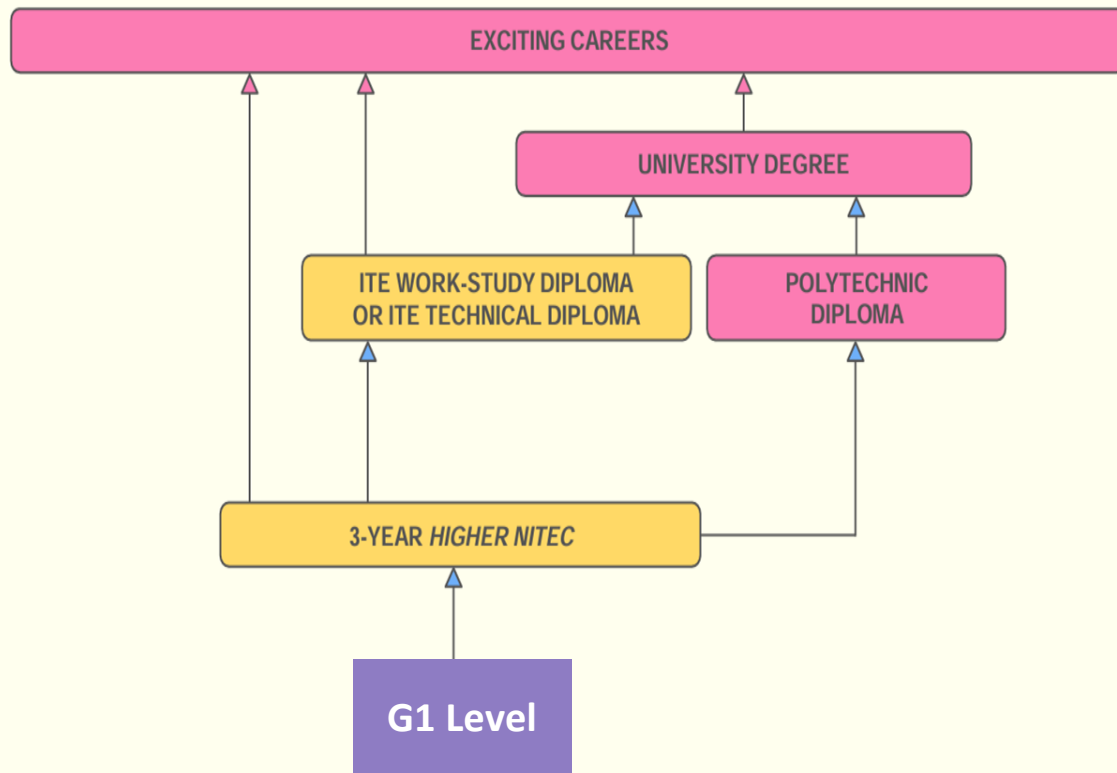 EXCITING CAREERS
UNIVERSITY DEGREE
ITE WORK-STUDY DIPLOMA
OR ITE TECHNICAL DIPLOMA
POLYTECHNIC
DIPLOMA
3-YEAR HIGHER NITEC
G1 Level